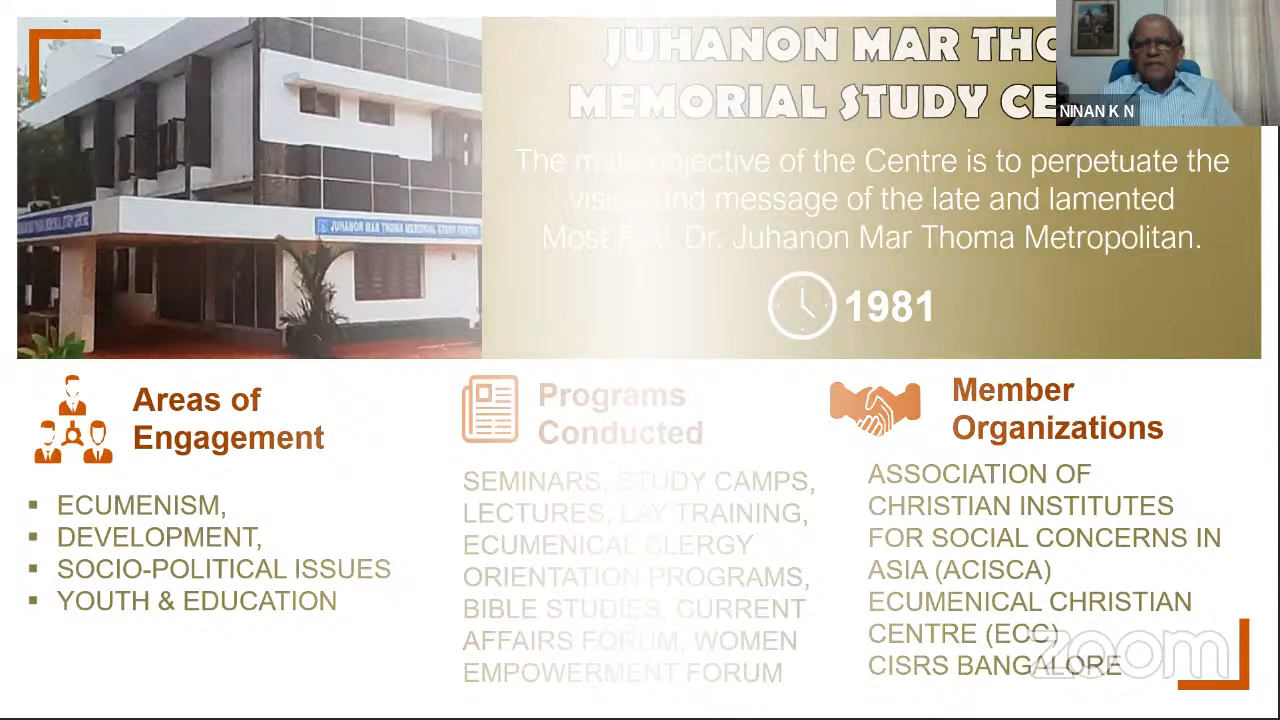 JUHANON MAR THO
MEMORIAL STUDY CE
NINAN K N
The main objective of the Centre is to perpetuate the
vision and message of the late and lamented
Most Rev. Dr. Juhanon Mar Thoma Metropolitan.
1981
JUHANON MAR THOMA MEMORIAL STUDY CENTRE
Areas of
Engagement
▪ ECUMENISM,
▪ DEVELOPMENT,
▪ SOCIO-POLITICAL ISSUES
▪ YOUTH & EDUCATION
Programs
Conducted
SEMINARS, STUDY CAMPS,
LECTURES, LAY TRAINING,
ECUMENICAL CLERGY
ORIENTATION PROGRAMS,
BIBLE STUDIES, CURRENT
AFFAIRS FORUM, WOMEN
EMPOWERMENT FORUM
Member
Organizations
ASSOCIATION OF
CHRISTIAN INSTITUTES
FOR SOCIAL CONCERNS IN
ASIA (ACISCA)
ECUMENICAL CHRISTIAN
CENTRE (ECC)
CISRS BANGALORE
zoom